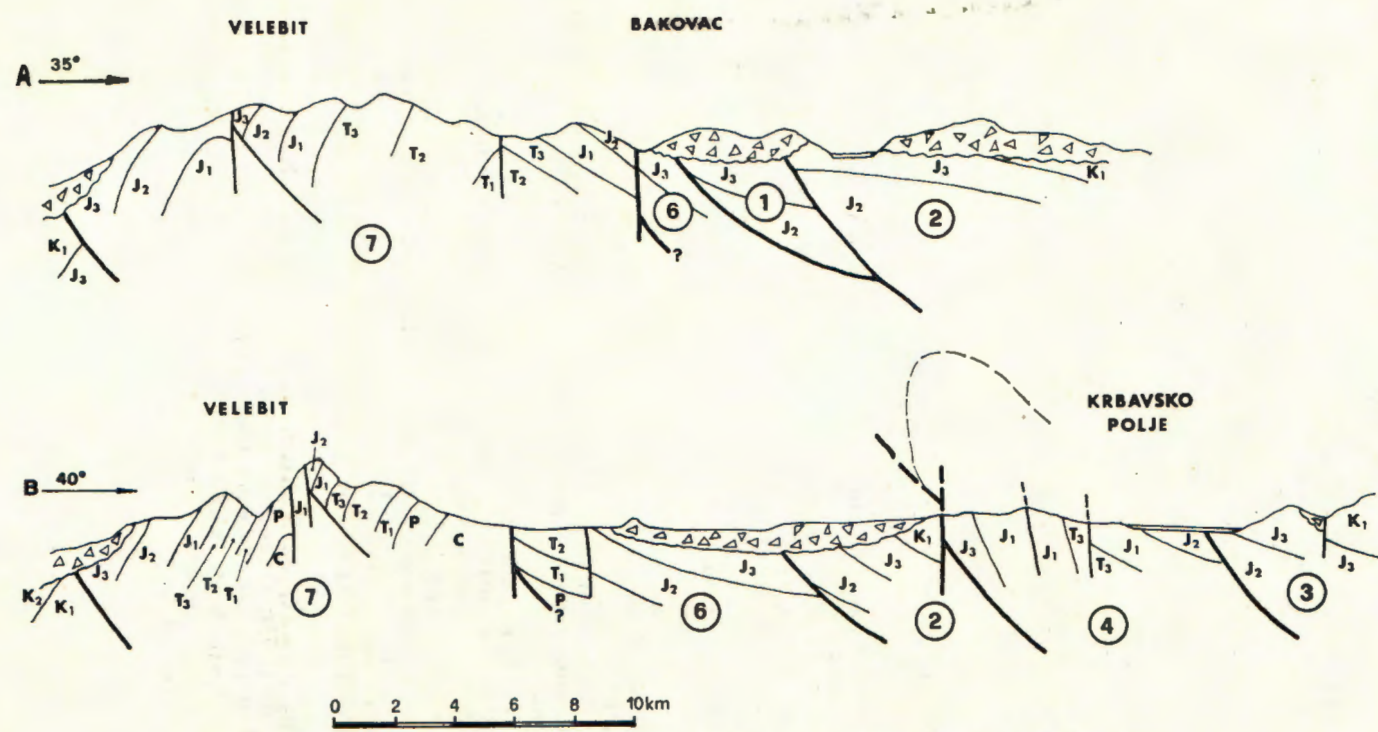 VELEBIT
BAKOVAC
A 35°
J3 J2 J1 J3 J2 J1 T3 T2 T1 T2 T3 J1 J2 J3 J3 J2 J2 J3 K1
K1 J3
7 6 1 2
?
VELEBIT
KRBAVSKO
POLJE
B 40°
J2
K2 K1 J3 J2 J1 T3 T2 T1 P C J1 J1 T3 T2 T1 P C
T2 T1 P ?
J2 J3 J2 J3 K1 J3 J1 J1 T3 T3 J1 J2 J2 J3 J3 K1
7 6 2 4 3
0 2 4 6 8 10km